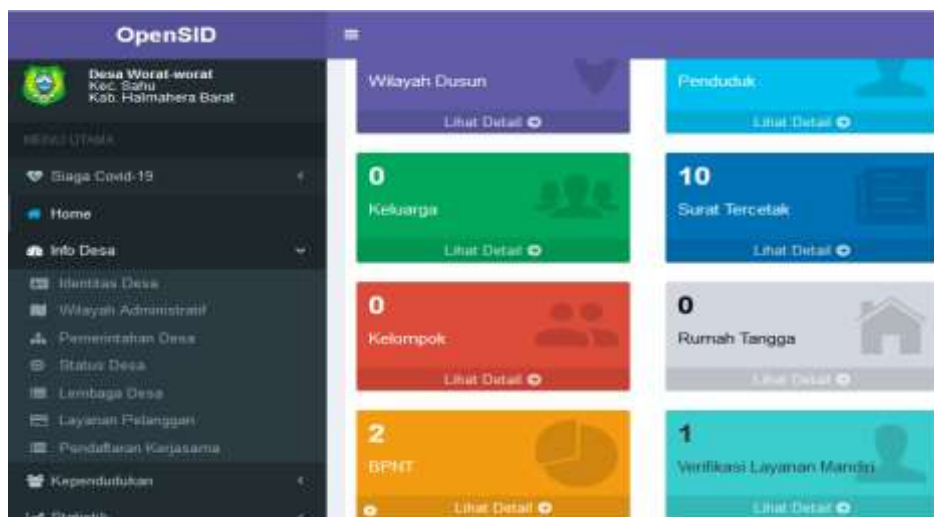 OpenSID
Desa Worat-worat
Kec. Sahu
Kab. Halmahera Barat
MENU UTAMA
Siaga Covid-19
Home
Info Desa
Identitas Desa
Wilayah Administratif
Pemerintahan Desa
Status Desa
Lembaga Desa
Layanan Pelanggan
Pendaftaran Kerjasama
Kependudukan
Statistik
Wilayah Dusun
Lihat Detail
Penduduk
Lihat Detail
0
Keluarga
Lihat Detail
10
Surat Tercetak
Lihat Detail
0
Kelompok
Lihat Detail
0
Rumah Tangga
Lihat Detail
2
BPNT
Lihat Detail
1
Verifikasi Layanan Mandiri
Lihat Detail